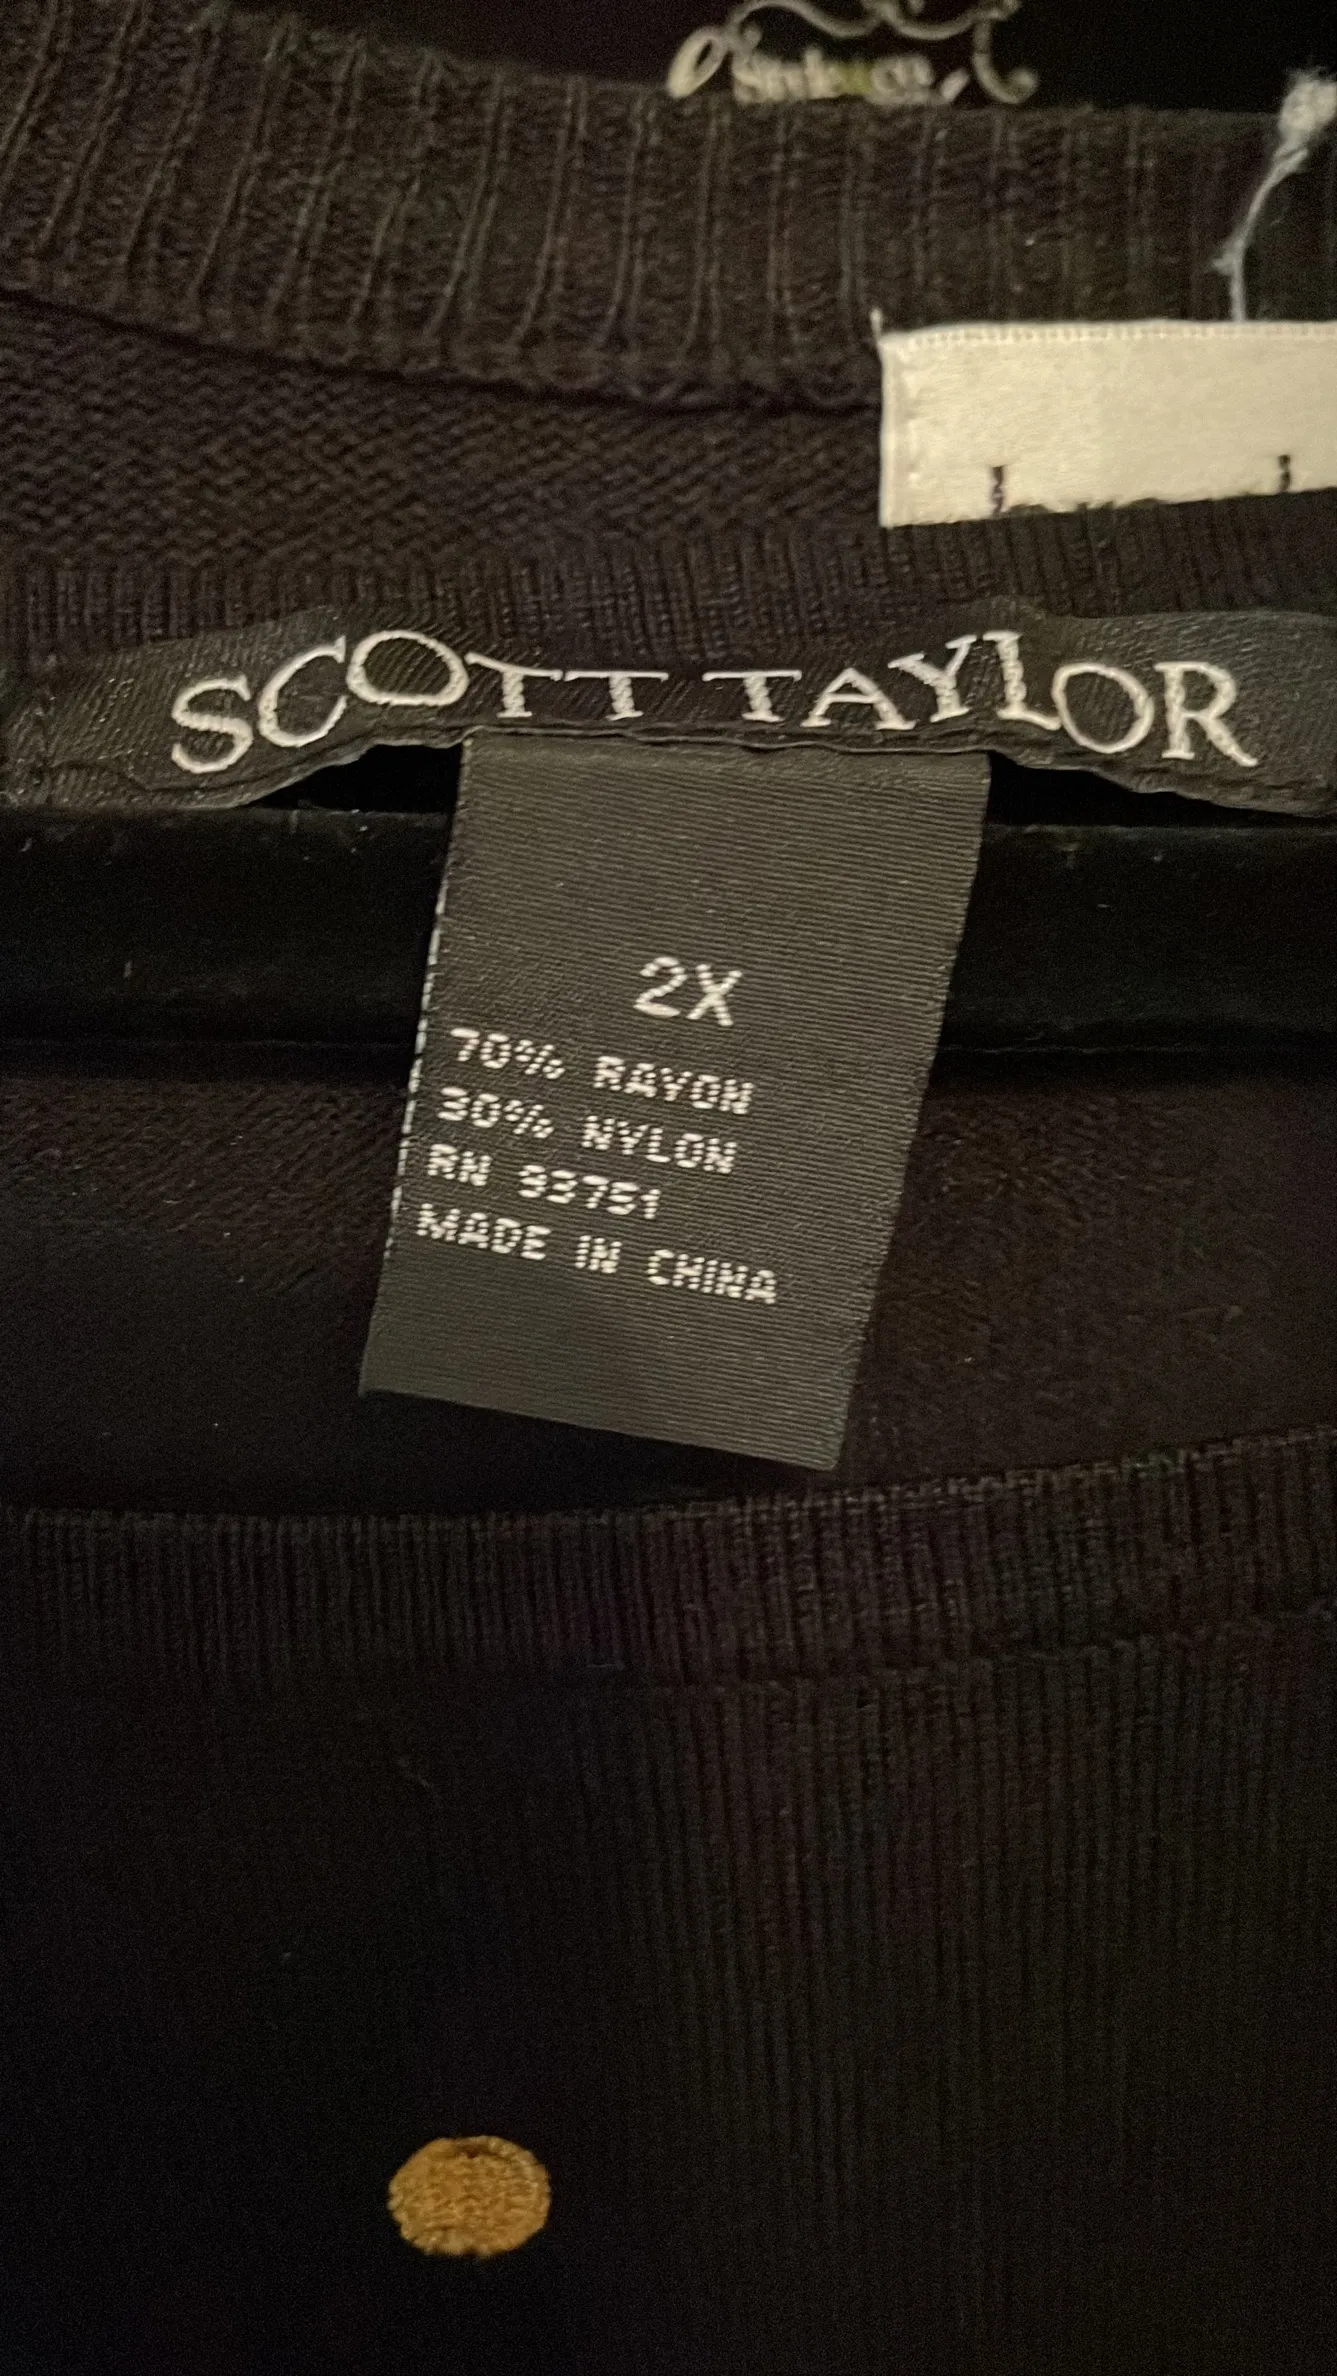 SCOTT TAYLOR
2X
70% RAYON
30% NYLON
RN 93751
MADE IN CHINA